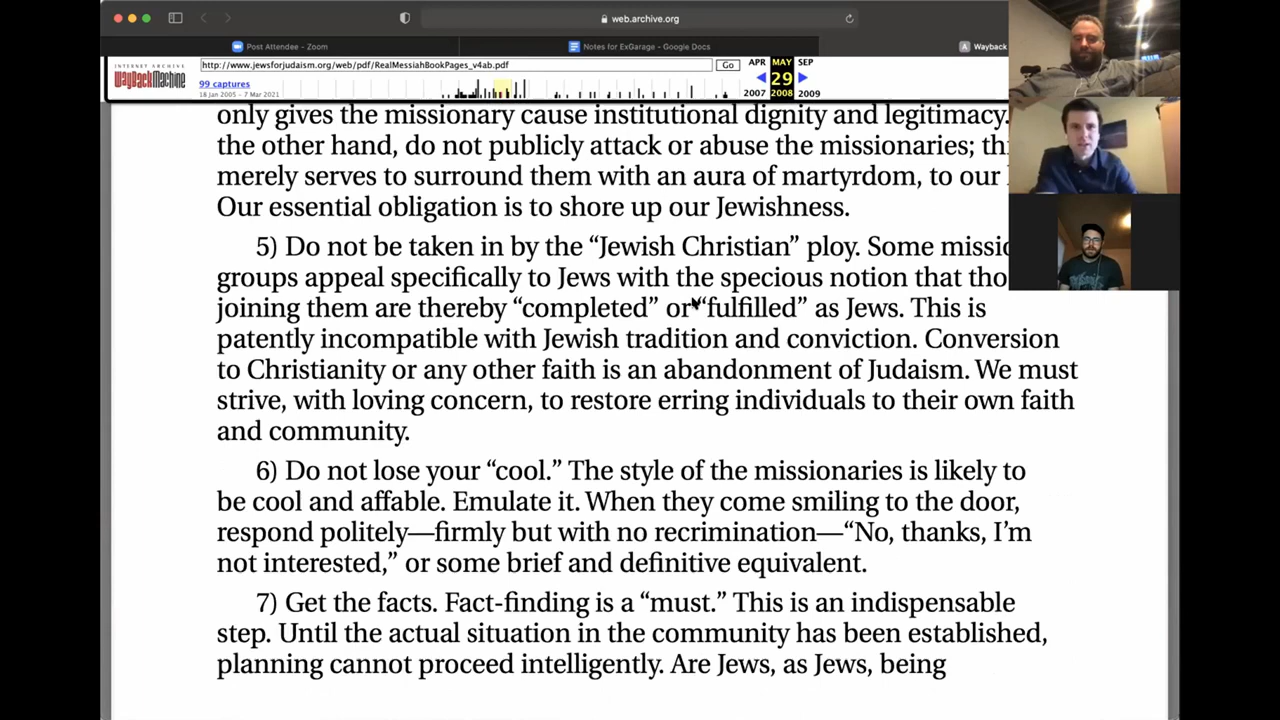 web.archive.org
Post Attendee - Zoom
Notes for ExGarage - Google Docs
Wayback
INTERNET ARCHIVE
WayBackMachine
http://www.jewsforjudaism.org/web/pdf/RealMessiahBookPages_v4ab.pdf
Go
APR MAY SEP
99 captures
29
16 Jan 2005 - 7 Mar 2021
2007 2008 2009
only gives the missionary cause institutional dignity and legitimacy.
the other hand, do not publicly attack or abuse the missionaries;
merely serves to surround them with an aura of martyrdom, to our
Our essential obligation is to shore up our Jewishness.
5) Do not be taken in by the “Jewish Christian” ploy. Some
groups appeal specifically to Jews with the specious notion that
joining them are thereby “completed” or “fulfilled” as Jews. This is
patently incompatible with Jewish tradition and conviction. Conversion
to Christianity or any other faith is an abandonment of Judaism. We must
strive, with loving concern, to restore erring individuals to their own faith
and community.
6) Do not lose your “cool.” The style of the missionaries is likely to
be cool and affable. Emulate it. When they come smiling to the door,
respond politely—firmly but with no recrimination—“No, thanks, I’m
not interested,” or some brief and definitive equivalent.
7) Get the facts. Fact-finding is a “must.” This is an indispensable
step. Until the actual situation in the community has been established,
planning cannot proceed intelligently. Are Jews, as Jews, being